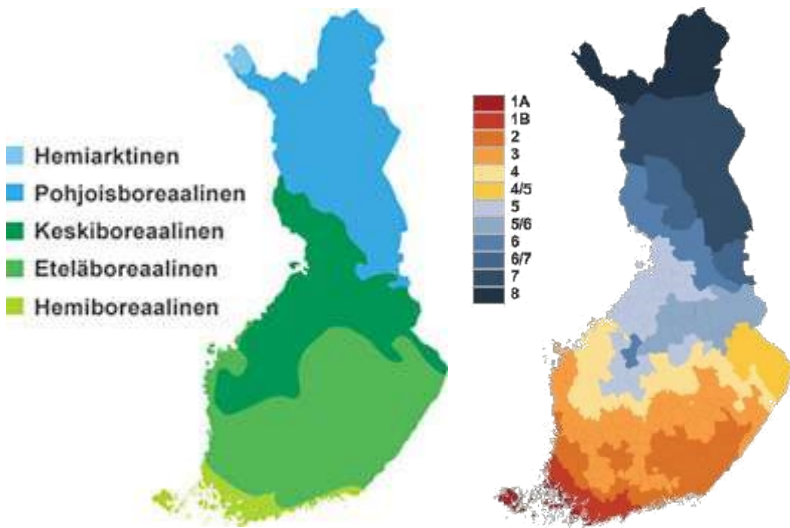 Hemiarktinen
Pohjoisboreaalinen
Keskiboreaalinen
Eteläboreaalinen
Hemiboreaalinen
1A
1B
2
3
4
4/5
5
5/6
6
6/7
7
8